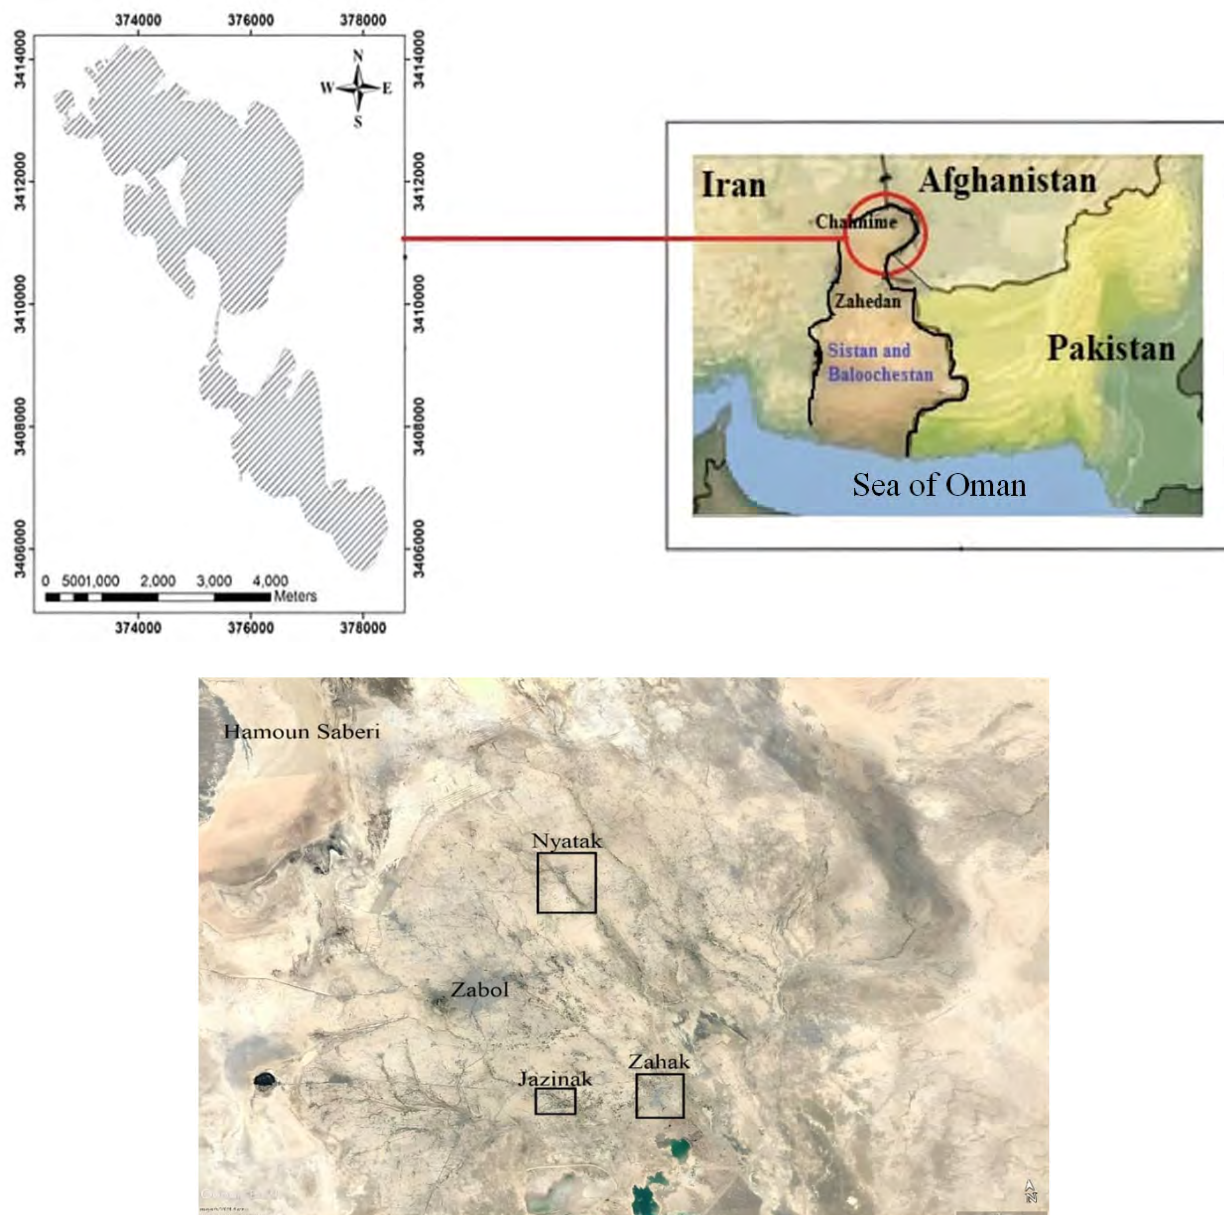 374000 376000 378000
3414000 3414000
N
W E
S
3412000 3412000
3410000 3410000
3408000 3408000
3406000 3406000
0 5001,000 2,000 3,000 4,000
Meters
374000 376000 378000
Iran
Afghanistan
Chahnime
Zahedan
Sistan and
Baloochestan
Pakistan
Sea of Oman
Hamoun Saberi
Nyatak
Zabol
Zahak
Jazinak
N